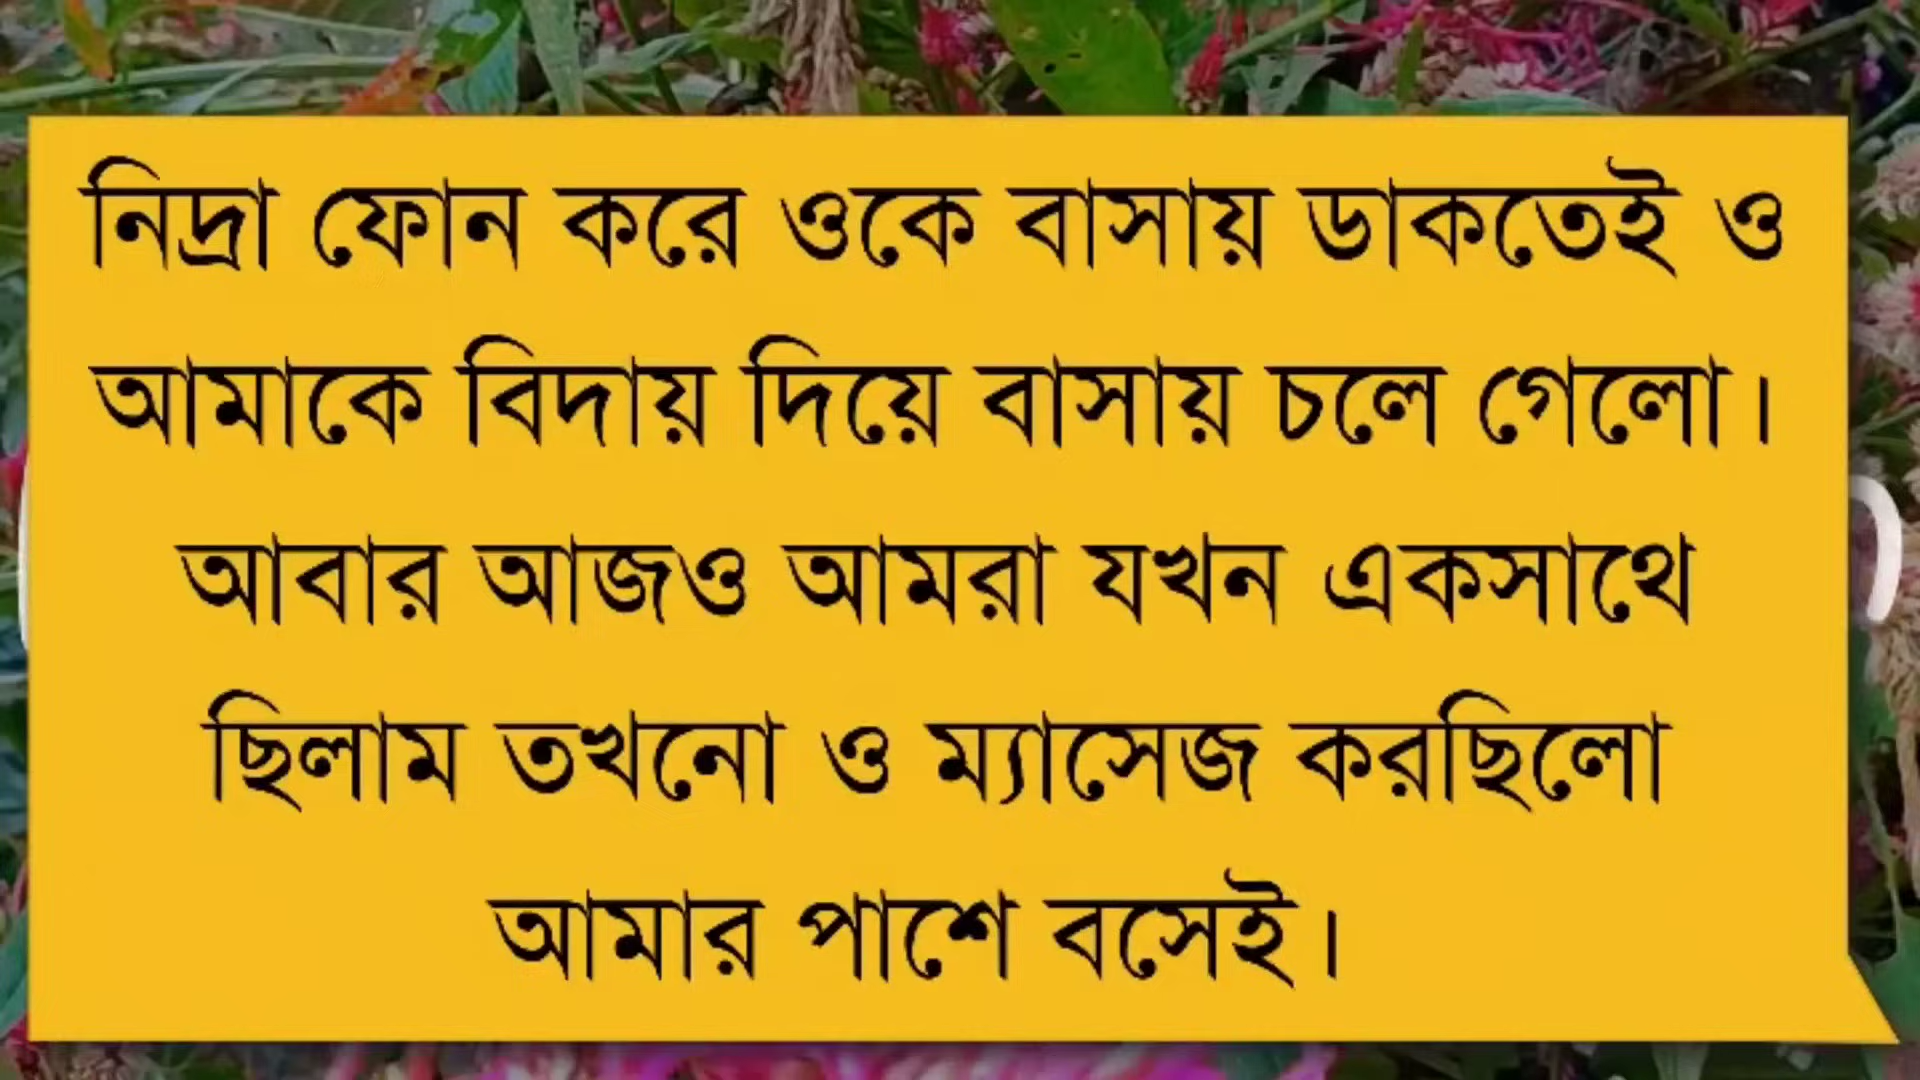 নিদ্রা ফোন করে ওকে বাসায় ডাকতেই ও
আমাকে বিদায় দিয়ে বাসায় চলে গেলো।
আবার আজও আমরা যখন একসাথে
ছিলাম তখনো ও ম্যাসেজ করছিলো
আমার পাশে বসেই।